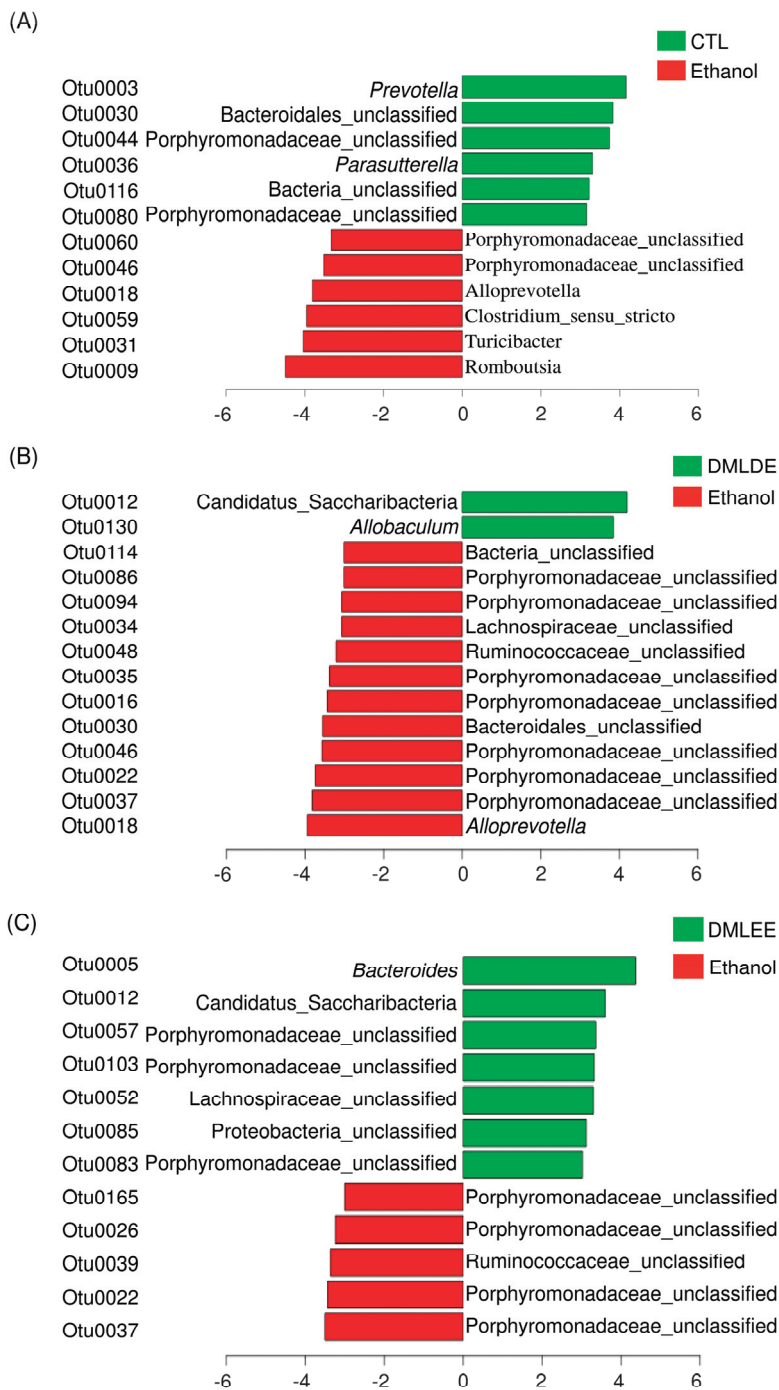 (A)
CTL
Ethanol
Otu0003 Prevotella
Otu0030 Bacteroidales_unclassified
Otu0044 Porphyromonadaceae_unclassified
Otu0036 Parasutterella
Otu0116 Bacteria_unclassified
Otu0080 Porphyromonadaceae_unclassified
Otu0060 Porphyromonadaceae_unclassified
Otu0046 Porphyromonadaceae_unclassified
Otu0018 Alloprevotella
Otu0059 Clostridium_sensu_stricto
Otu0031 Turicibacter
Otu0009 Romboutsia
-6 -4 -2 0 2 4 6
(B)
DMLDE
Ethanol
Otu0012 Candidatus_Saccharibacteria
Otu0130 Allobaculum
Otu0114 Bacteria_unclassified
Otu0086 Porphyromonadaceae_unclassified
Otu0094 Porphyromonadaceae_unclassified
Otu0034 Lachnospiraceae_unclassified
Otu0048 Ruminococcaceae_unclassified
Otu0035 Porphyromonadaceae_unclassified
Otu0016 Porphyromonadaceae_unclassified
Otu0030 Bacteroidales_unclassified
Otu0046 Porphyromonadaceae_unclassified
Otu0022 Porphyromonadaceae_unclassified
Otu0037 Porphyromonadaceae_unclassified
Otu0018 Alloprevotella
-6 -4 -2 0 2 4 6
(C)
DMLEE
Ethanol
Otu0005 Bacteroides
Otu0012 Candidatus_Saccharibacteria
Otu0057 Porphyromonadaceae_unclassified
Otu0103 Porphyromonadaceae_unclassified
Otu0052 Lachnospiraceae_unclassified
Otu0085 Proteobacteria_unclassified
Otu0083 Porphyromonadaceae_unclassified
Otu0165 Porphyromonadaceae_unclassified
Otu0026 Porphyromonadaceae_unclassified
Otu0039 Ruminococcaceae_unclassified
Otu0022 Porphyromonadaceae_unclassified
Otu0037 Porphyromonadaceae_unclassified
-6 -4 -2 0 2 4 6